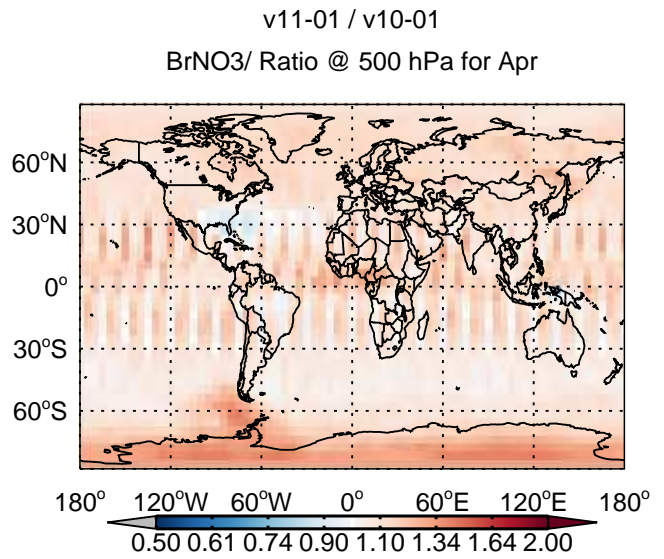 v11-01 / v10-01
BrNO3/ Ratio @ 500 hPa for Apr
60°N
30°N
0°
30°S
60°S
180° 120°W 60°W 0° 60°E 120°E 180°
0.50 0.61 0.74 0.90 1.10 1.34 1.64 2.00